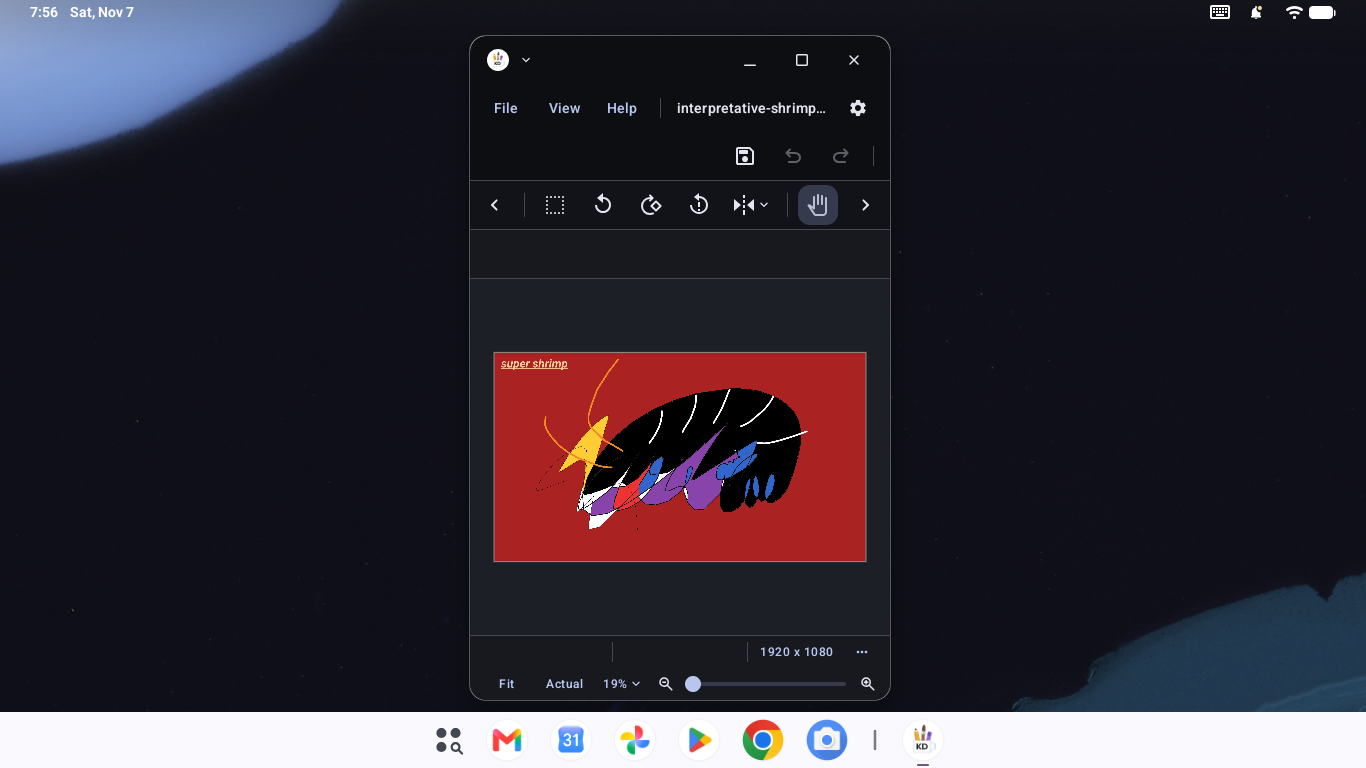 7:56 Sat, Nov 7
KD
File View Help interpretative-shrimp...
super shrimp
1920 x 1080
Fit Actual 19%
31
KD